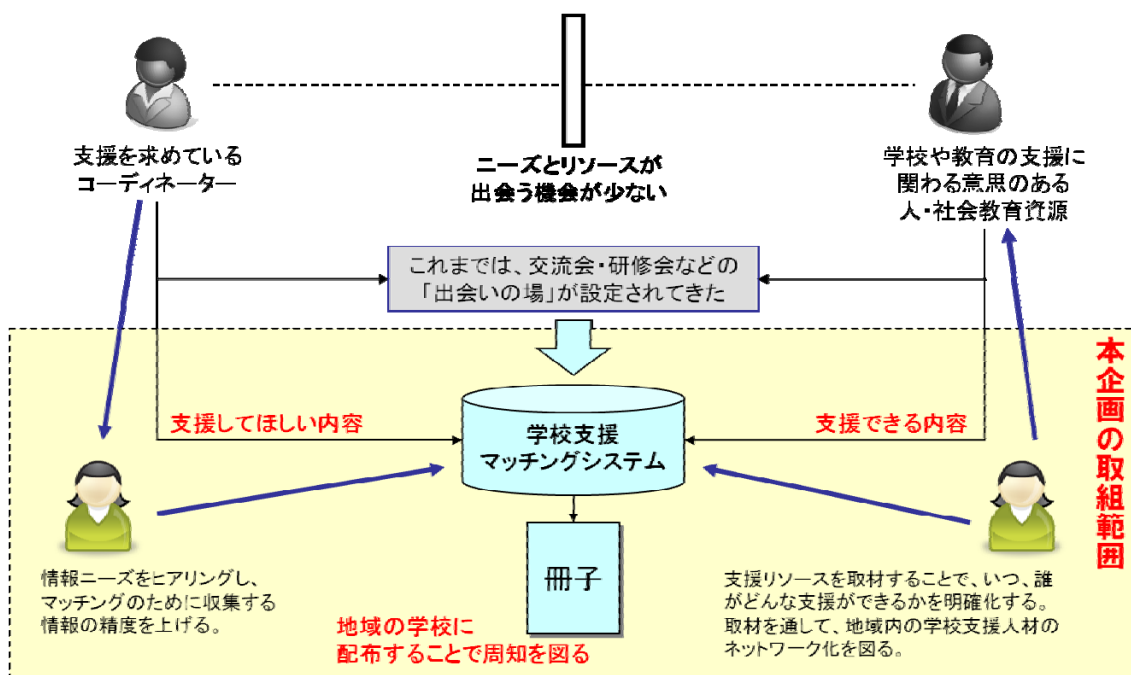 支援を求めている
コーディネーター
ニーズとリソースが
出会う機会が少ない
学校や教育の支援に
関わる意思のある
人・社会教育資源
これまでは、交流会・研修会などの
「出会いの場」が設定されてきた
本企画の取組範囲
支援してほしい内容
学校支援
マッチングシステム
支援できる内容
情報ニーズをヒアリングし、
マッチングのために収集する
情報の精度を上げる。
冊子
地域の学校に
配布することで周知を図る
支援リソースを取材することで、いつ、誰
がどんな支援ができるかを明確化する。
取材を通して、地域内の学校支援人材の
ネットワーク化を図る。